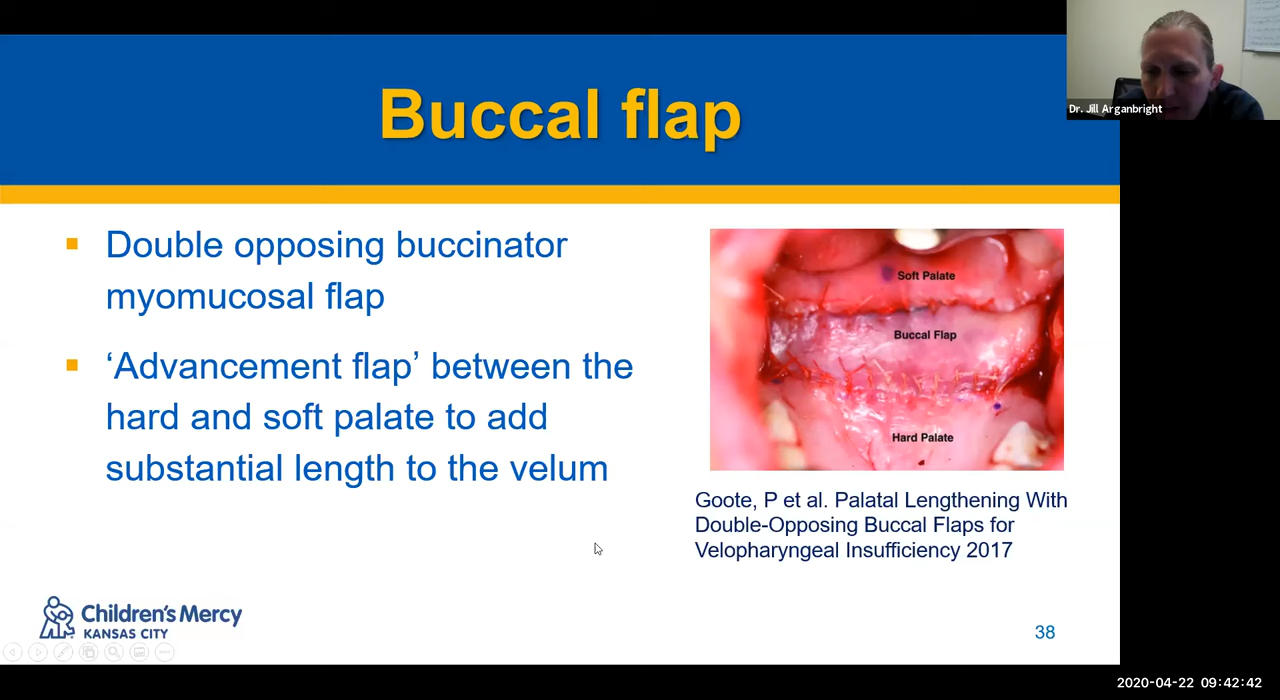 Buccal flap
Dr. Jill Arganbright
Double opposing buccinator
myomucosal flap
‘Advancement flap’ between the
hard and soft palate to add
substantial length to the velum
Soft Palate
Buccal Flap
Hard Palate
Goote, P et al. Palatal Lengthening With
Double-Opposing Buccal Flaps for
Velopharyngeal Insufficiency 2017
Children's Mercy
KANSAS CITY
38
2020-04-22 09:42:42